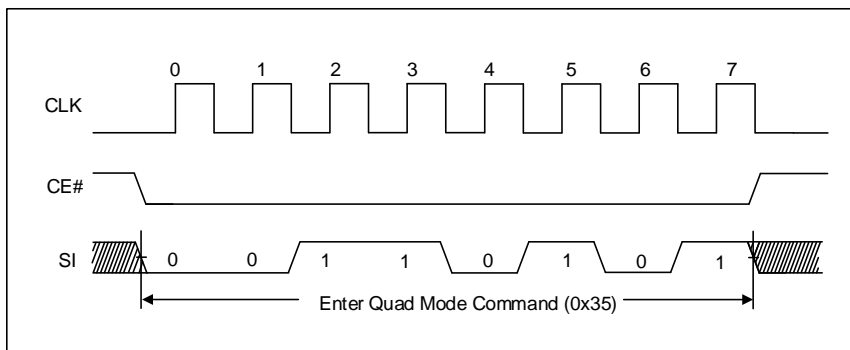 0 1 2 3 4 5 6 7
CLK
CE#
SI 0 0 1 1 0 1 0 1
Enter Quad Mode Command (0x35)